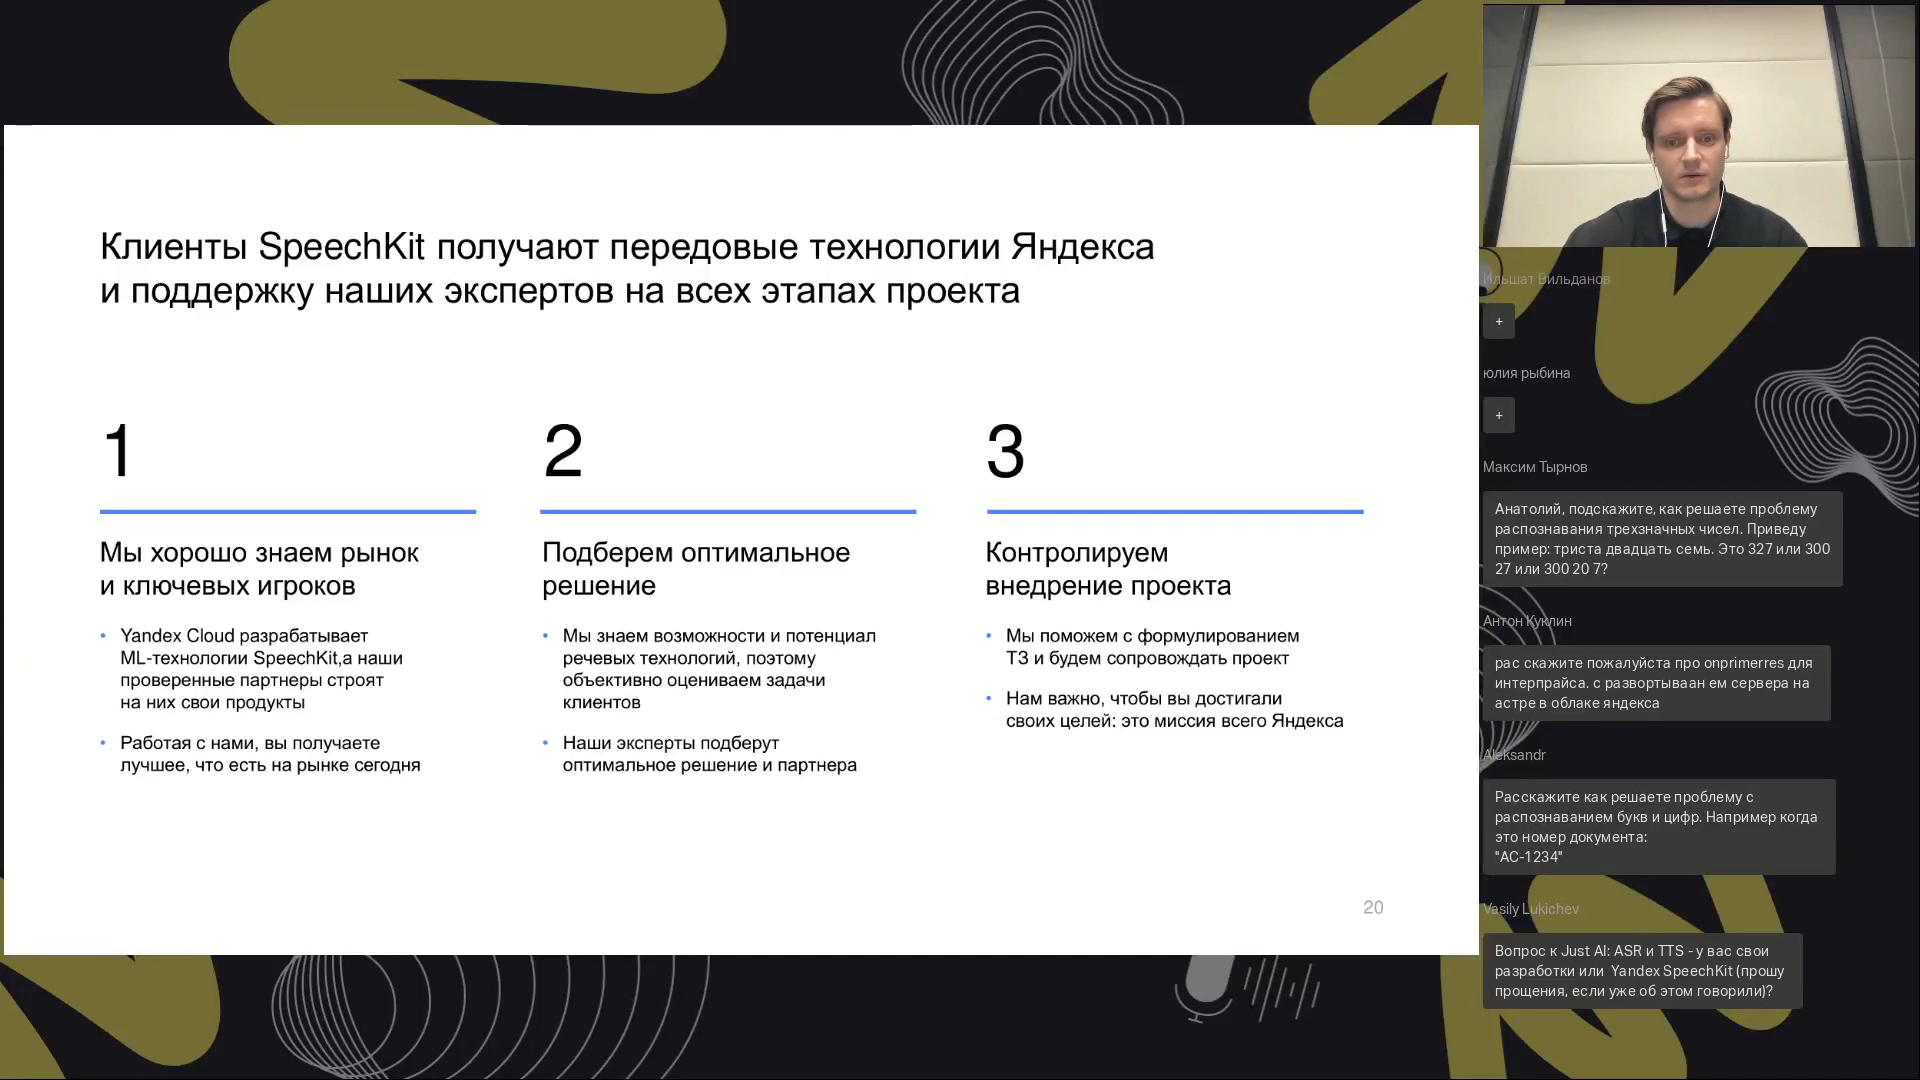 Клиенты SpeechKit получают передовые технологии Яндекса
и поддержку наших экспертов на всех этапах проекта
1
Мы хорошо знаем рынок
и ключевых игроков
• Yandex Cloud разрабатывает
ML-технологии SpeechKit,а наши
проверенные партнеры строят
на них свои продукты
• Работая с нами, вы получаете
лучшее, что есть на рынке сегодня
2
Подберем оптимальное
решение
• Мы знаем возможности и потенциал
речевых технологий, поэтому
объективно оцениваем задачи
клиентов
• Наши эксперты подберут
оптимальное решение и партнера
3
Контролируем
внедрение проекта
• Мы поможем с формулированием
ТЗ и будем сопровождать проект
• Нам важно, чтобы вы достигали
своих целей: это миссия всего Яндекса
20
Ильшат Вильданов
+
юлия рыбина
+
Максим Тырнов
Анатолий, подскажите, как решаете проблему
распознавания трехзначных чисел. Приведу
пример: триста двадцать семь. Это 327 или 300
27 или 300 20 7?
Антон Куклин
рас скажите пожалуйста про onprimerres для
интерпрайса. с развортываан ем сервера на
астре в облаке яндекса
Aleksandr
Расскажите как решаете проблему с
распознаванием букв и цифр. Например когда
это номер документа:
"АС-1234"
Vasily Lukichev
Вопрос к Just AI: ASR и TTS - у вас свои
разработки или Yandex SpeechKit (прошу
прощения, если уже об этом говорили)?